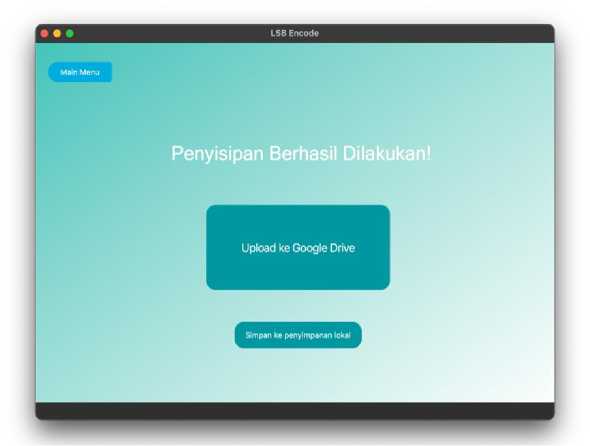 LSB Encode
Main Menu
Penyisipan Berhasil Dilakukan!
Upload ke Google Drive
Simpan ke penyimpanan lokal